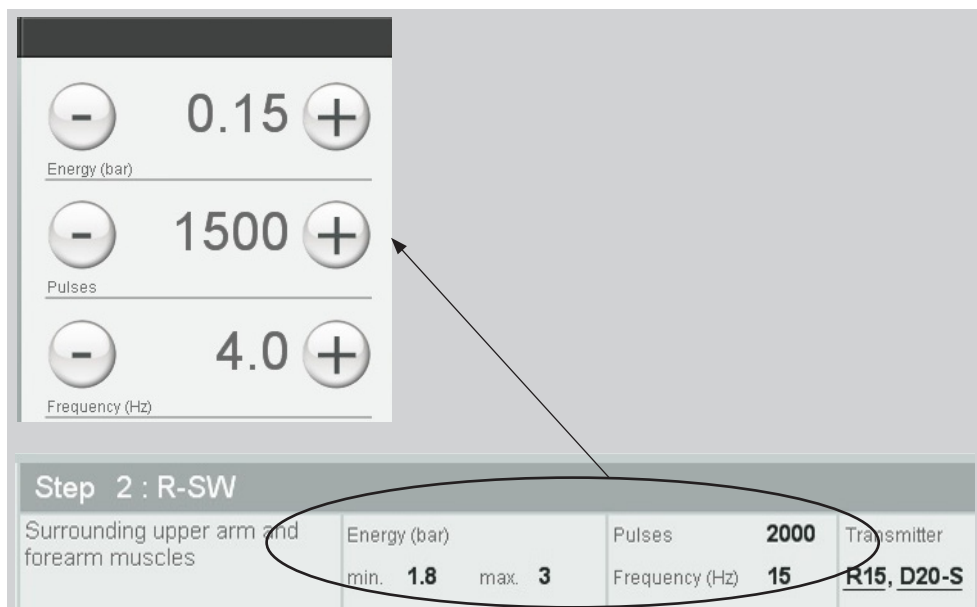 - 0.15 +
Energy (bar)
- 1500 +
Pulses
- 4.0 +
Frequency (Hz)
Step 2 : R-SW
Surrounding upper arm and
forearm muscles
Energy (bar)
min. 1.8 max. 3
Pulses 2000
Frequency (Hz) 15
Transmitter
R15, D20-S